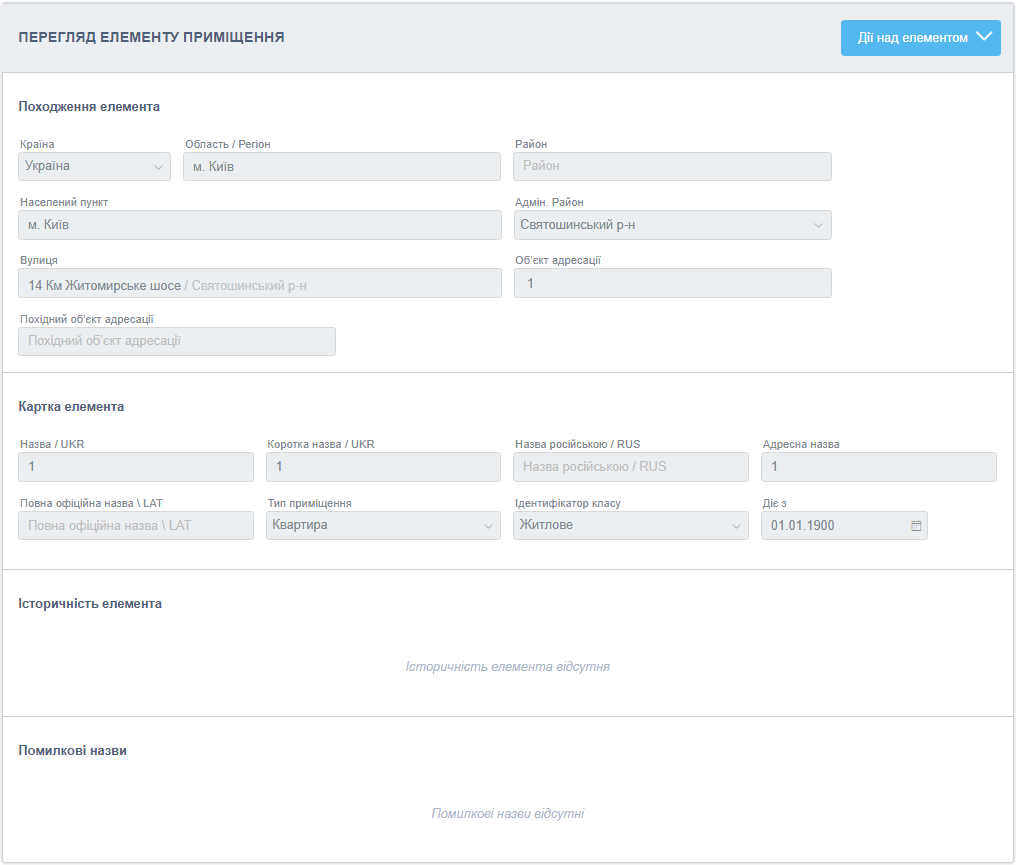 ПЕРЕГЛЯД ЕЛЕМЕНТУ ПРИМІЩЕННЯ
Дії над елементом
Походження елемента
Країна Область / Регіон Район
Україна м. Київ Район
Населений пункт Адмін. Район
м. Київ Святошинський р-н
Вулиця Об'єкт адресації
14 Км Житомирське шосе / Святошинський р-н 1
Похідний об'єкт адресації
Похідний об'єкт адресації
Картка елемента
Назва / UKR Коротка назва / UKR Назва російською / RUS Адресна назва
1 1 Назва російською / RUS 1
Повна офіційна назва \ LAT Тип приміщення Ідентифікатор класу Діє з
Повна офіційна назва \ LAT Квартира Житлове 01.01.1900
Історичність елемента
Історичність елемента відсутня
Помилкові назви
Помилкові назви відсутні